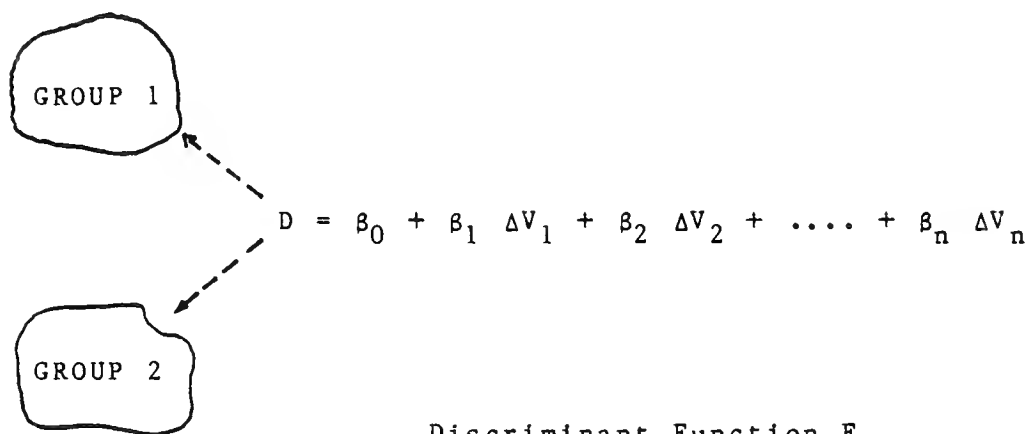 GROUP 1
D = β₀ + β₁ ΔV₁ + β₂ ΔV₂ + .... + βₙ ΔVₙ
GROUP 2
Discriminant Function